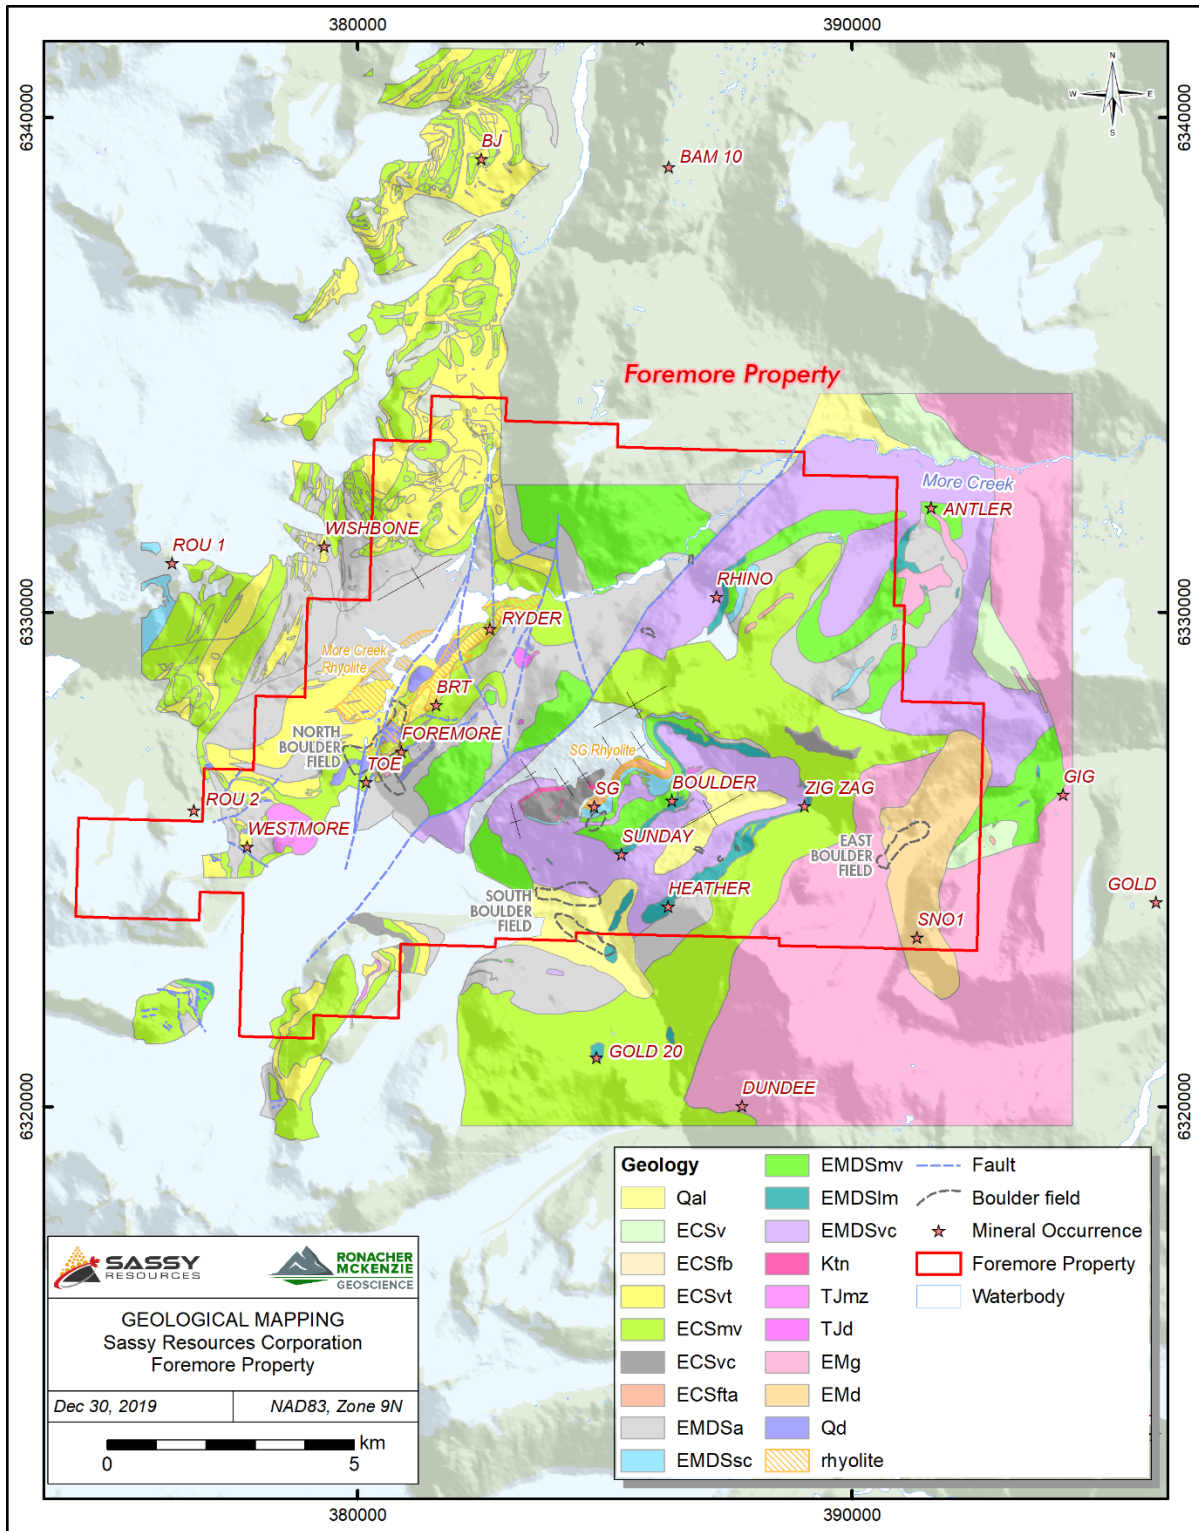 380000
390000
6340000
6340000
N
W
E
S
BJ
BAM 10
Foremore Property
More Creek
ANTLER
WISHBONE
ROU 1
RHINO
6330000
6330000
RYDER
More Creek
Rhyolite
BRT
NORTH
BOULDER
FIELD
FOREMORE
TOE
SG Rhyolite
SG
BOULDER
ZIG ZAG
GIG
ROU 2
WESTMORE
SUNDAY
EAST
BOULDER
FIELD
HEATHER
SOUTH
BOULDER
FIELD
GOLD
SNO1
GOLD 20
DUNDEE
6320000
6320000
Geology
Qal
ECSv
ECSfb
ECSvt
ECSmv
ECSvc
ECSfta
EMDSa
EMDSsc
EMDSmv
EMDSlm
EMDSvc
Ktn
TJmz
TJd
EMg
EMd
Qd
rhyolite
Fault
Boulder field
Mineral Occurrence
Foremore Property
Waterbody
SASSY
RESOURCES
RONACHER
MCKENZIE
GEOSCIENCE
GEOLOGICAL MAPPING
Sassy Resources Corporation
Foremore Property
Dec 30, 2019
NAD83, Zone 9N
km
0
5
380000
390000